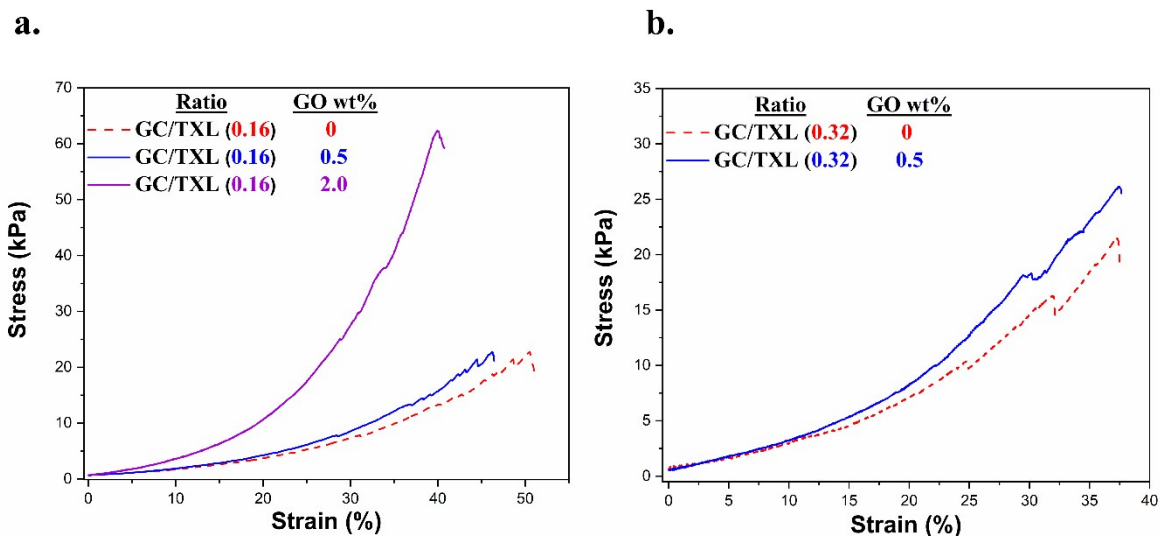 a.
70
60
50
40
30
20
10
0
Stress (kPa)
Ratio GO wt%
GC/TXL (0.16) 0
GC/TXL (0.16) 0.5
GC/TXL (0.16) 2.0
0 10 20 30 40 50
Strain (%)
b.
35
30
25
20
15
10
5
0
Stress (kPa)
Ratio GO wt%
GC/TXL (0.32) 0
GC/TXL (0.32) 0.5
0 5 10 15 20 25 30 35 40
Strain (%)